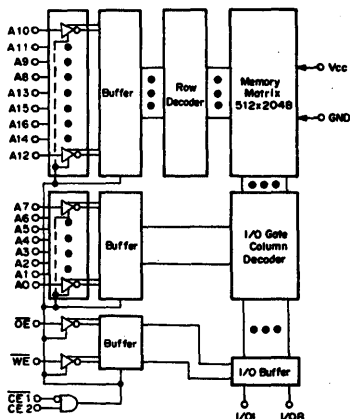 A10
A11
A9
A8
A13
A15
A16
A14
A12
Buffer
Row
Decoder
Memory
Matrix
512x2048
Vcc
GND
A7
A6
A5
A4
A3
A2
A1
A0
Buffer
I/O Gate
Column
Decoder
OE
WE
Buffer
I/O Buffer
CE1
CE2
I/O1
I/O8